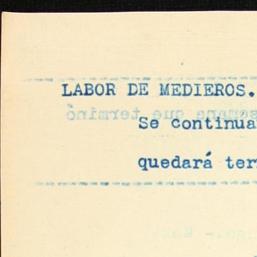 LABOR DE MEDIEROS.
Se continua
quedará ter